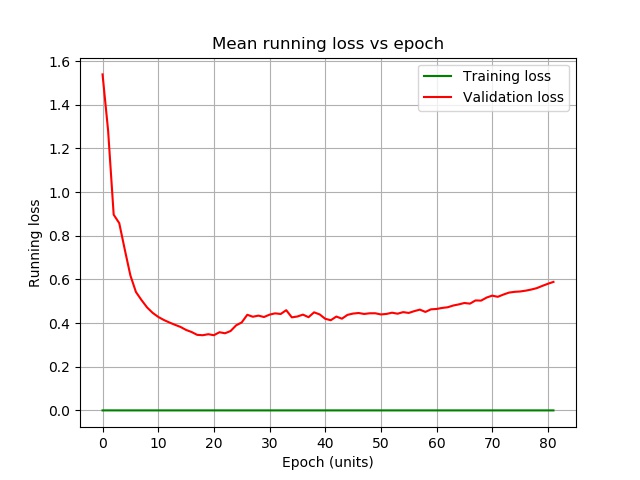 Mean running loss vs epoch
Training loss
Validation loss
1.6
1.4
1.2
1.0
0.8
0.6
0.4
0.2
0.0
Running loss
0 10 20 30 40 50 60 70 80
Epoch (units)